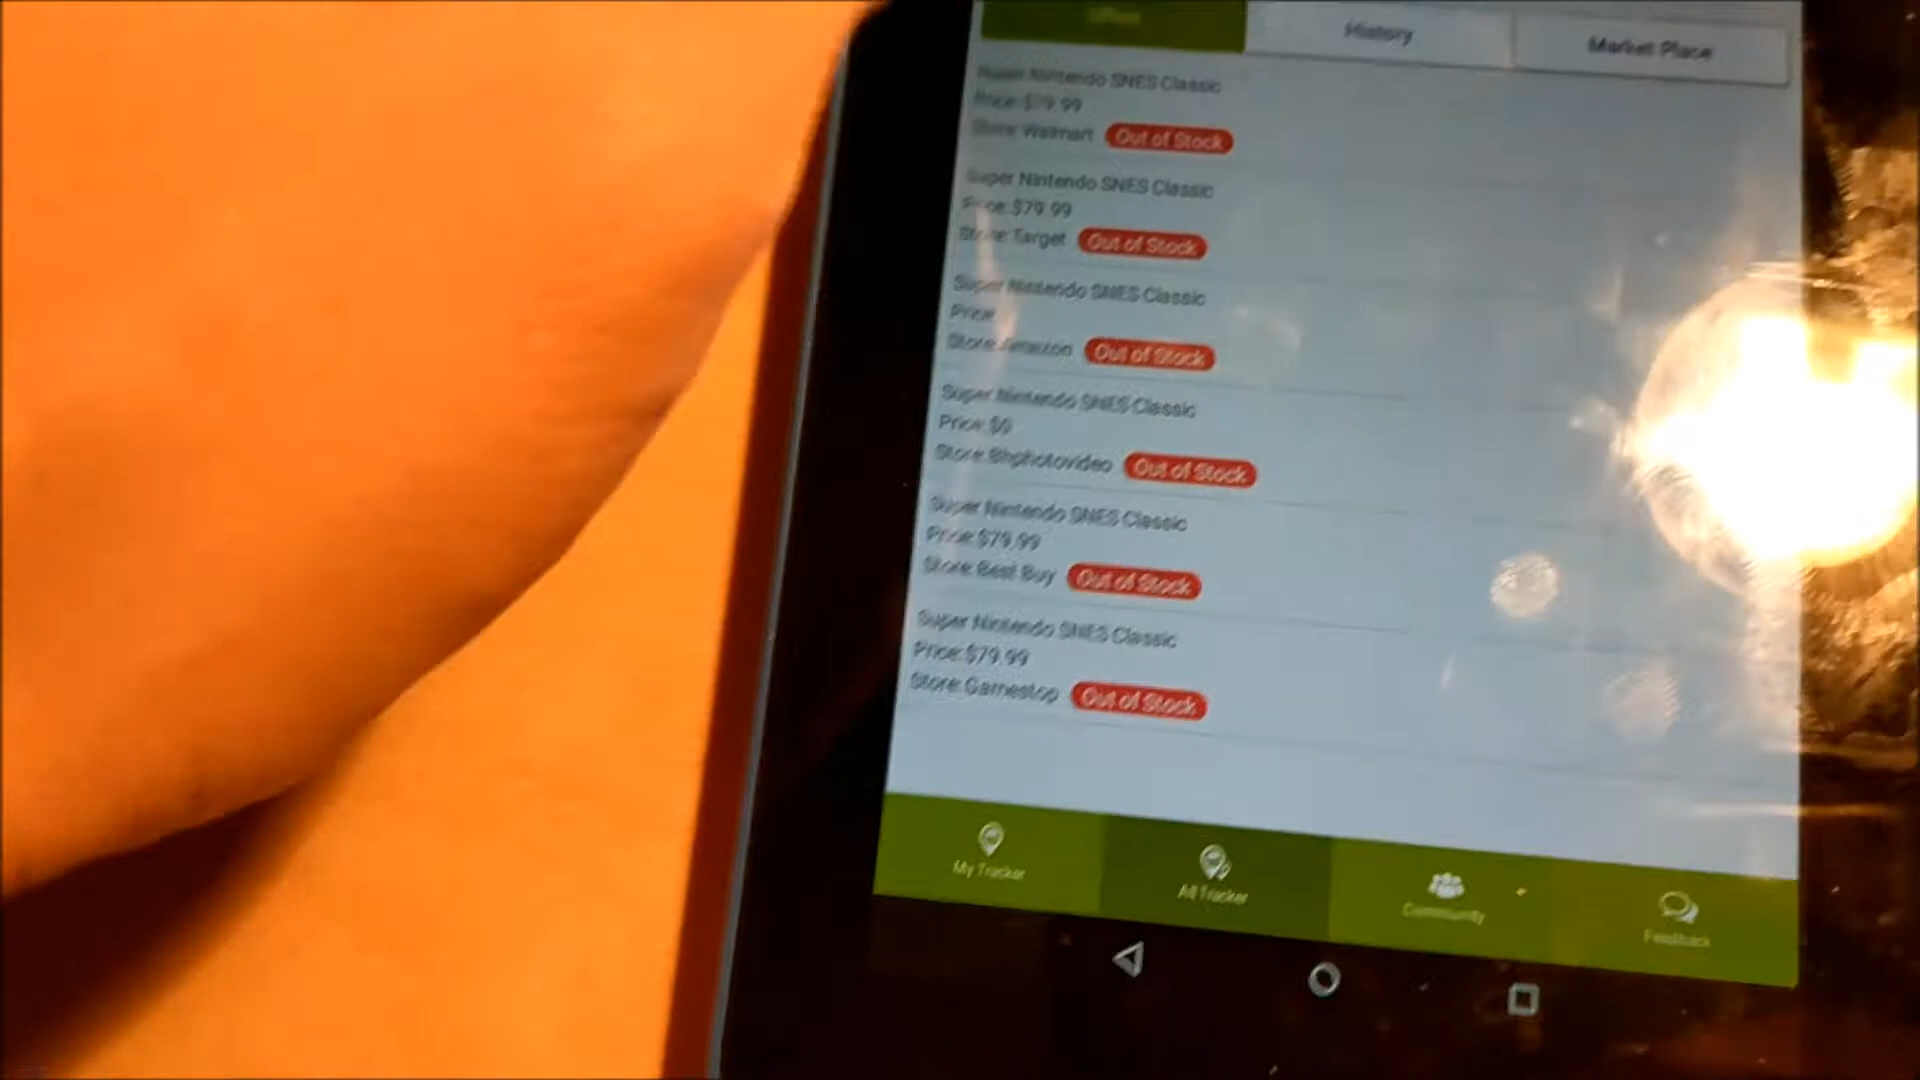 History
Market Place
Super Nintendo SNES Classic
Price:$79.99
Store:Walmart Out of Stock
Super Nintendo SNES Classic
Price:$79.99
Store:Target Out of Stock
Super Nintendo SNES Classic
Price
Store:Amazon Out of Stock
Super Nintendo SNES Classic
Price:$0
Store:Bhphotovideo Out of Stock
Super Nintendo SNES Classic
Price:$79.99
Store:Best Buy Out of Stock
Super Nintendo SNES Classic
Price:$79.99
Store:Gamestop Out of Stock
My Tracker
All Tracker
Community
Feedback